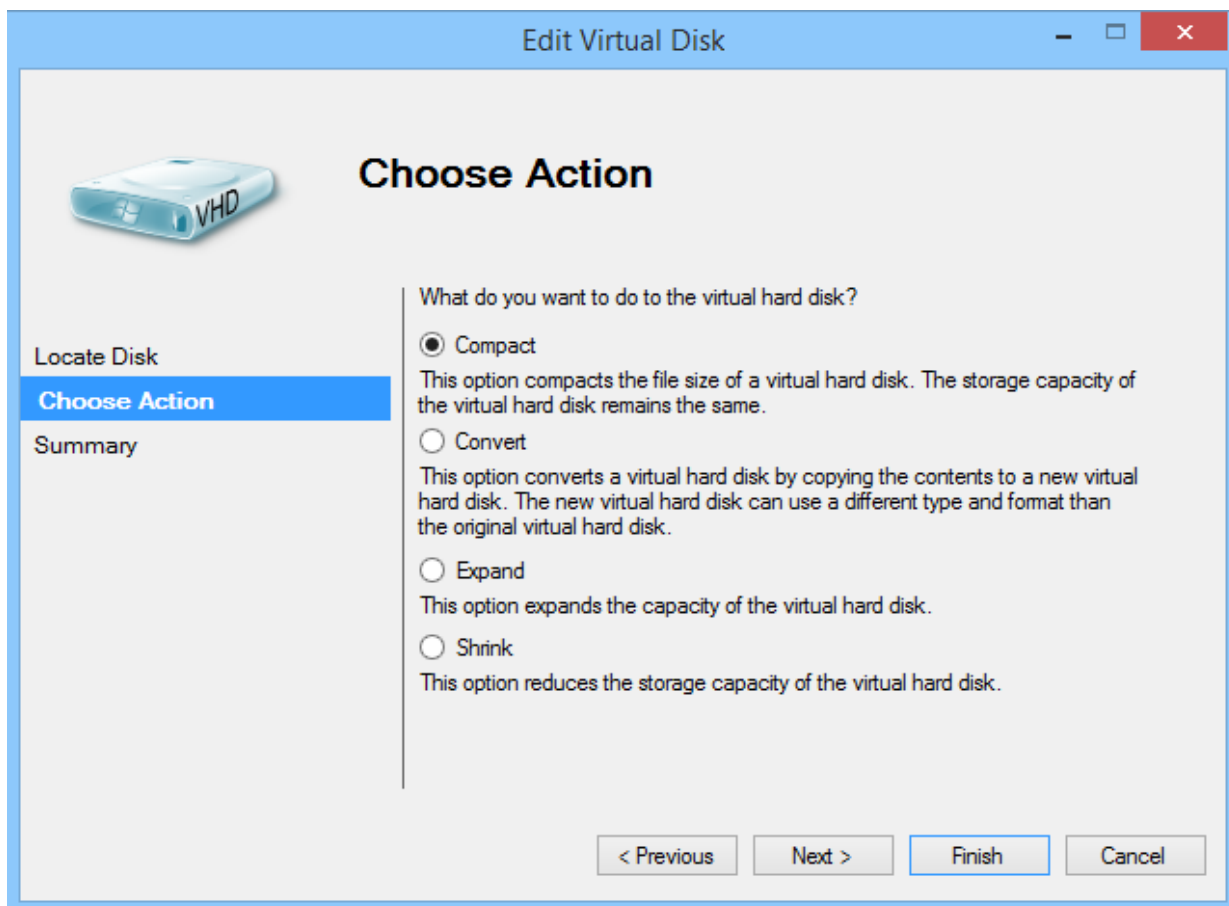 Edit Virtual Disk
VHD
Choose Action
Locate Disk
Choose Action
Summary
What do you want to do to the virtual hard disk?
Compact
This option compacts the file size of a virtual hard disk. The storage capacity of
the virtual hard disk remains the same.
Convert
This option converts a virtual hard disk by copying the contents to a new virtual
hard disk. The new virtual hard disk can use a different type and format than
the original virtual hard disk.
Expand
This option expands the capacity of the virtual hard disk.
Shrink
This option reduces the storage capacity of the virtual hard disk.
< Previous Next > Finish Cancel